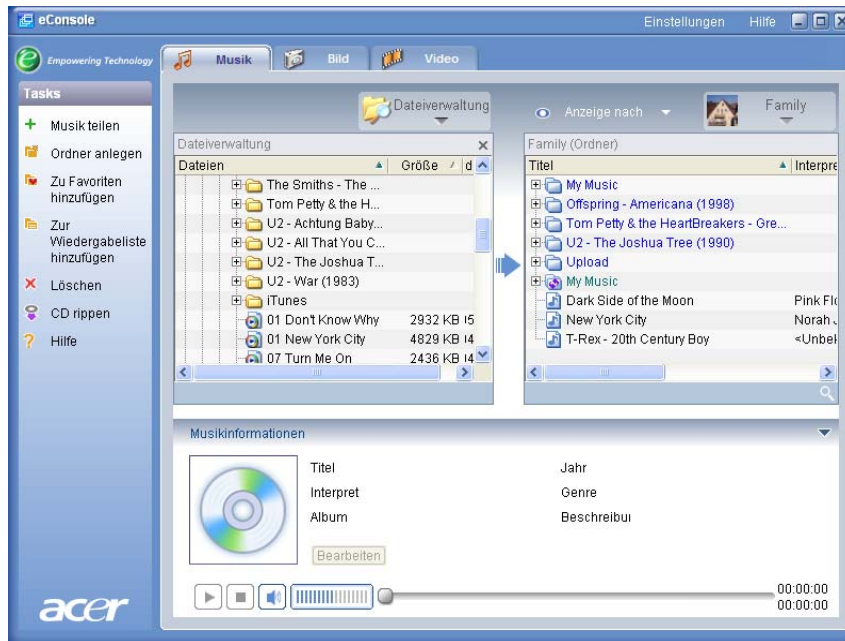 eConsole
Einstellungen Hilfe
Empowering Technology
Musik Bild Video
Tasks
Musik teilen
Ordner anlegen
Zu Favoriten
hinzufügen
Zur
Wiedergabeliste
hinzufügen
Löschen
CD rippen
Hilfe
acer
Dateiverwaltung
Dateiverwaltung
Dateien Größe d
The Smiths - The ...
Tom Petty & the H...
U2 - Achtung Baby...
U2 - All That You C...
U2 - The Joshua T...
U2 - War (1983)
iTunes
01 Don't Know Why 2932 KB
01 New York City 4829 KB
07 Turn Me On 2436 KB
Anzeige nach Family
Family (Ordner)
Titel Interpre
My Music
Offspring - Americana (1998)
Tom Petty & the HeartBreakers - Gre...
U2 - The Joshua Tree (1990)
Upload
My Music
Dark Side of the Moon Pink Flo
New York City Norah J
T-Rex - 20th Century Boy <Unbek
Musikinformationen
Titel Jahr
Interpret Genre
Album Beschreibui
Bearbeiten
00:00:00
00:00:00